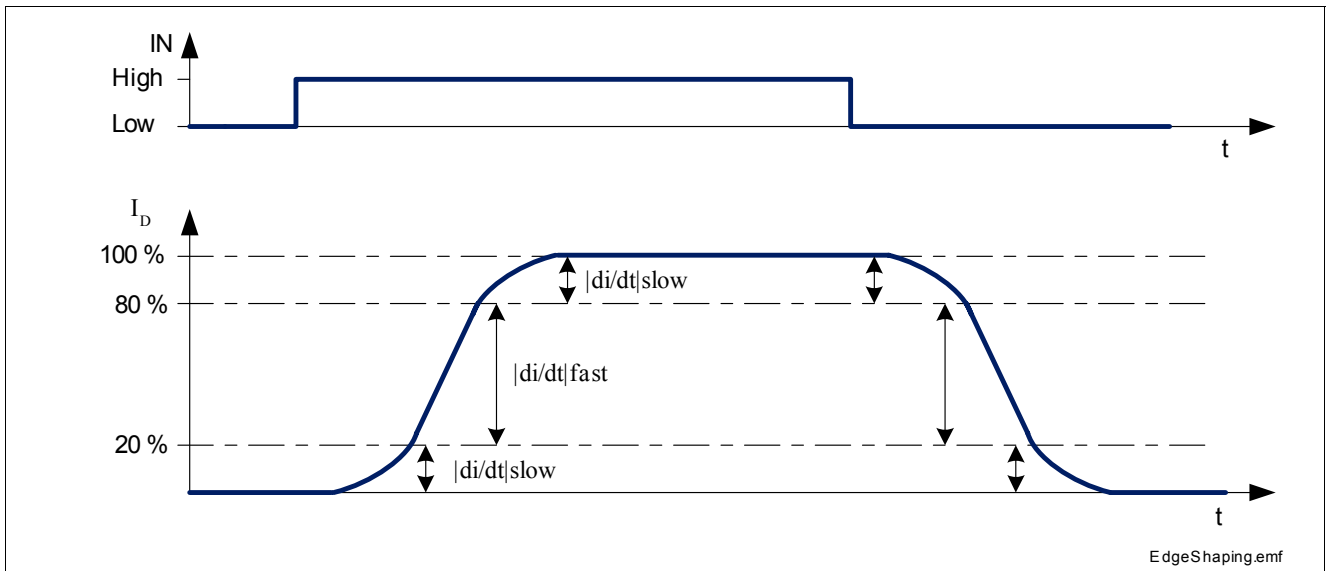 IN
High
Low
t
I_D
100 %
|di/dt|slow
80 %
|di/dt|fast
20 %
|di/dt|slow
t
EdgeShaping.emf